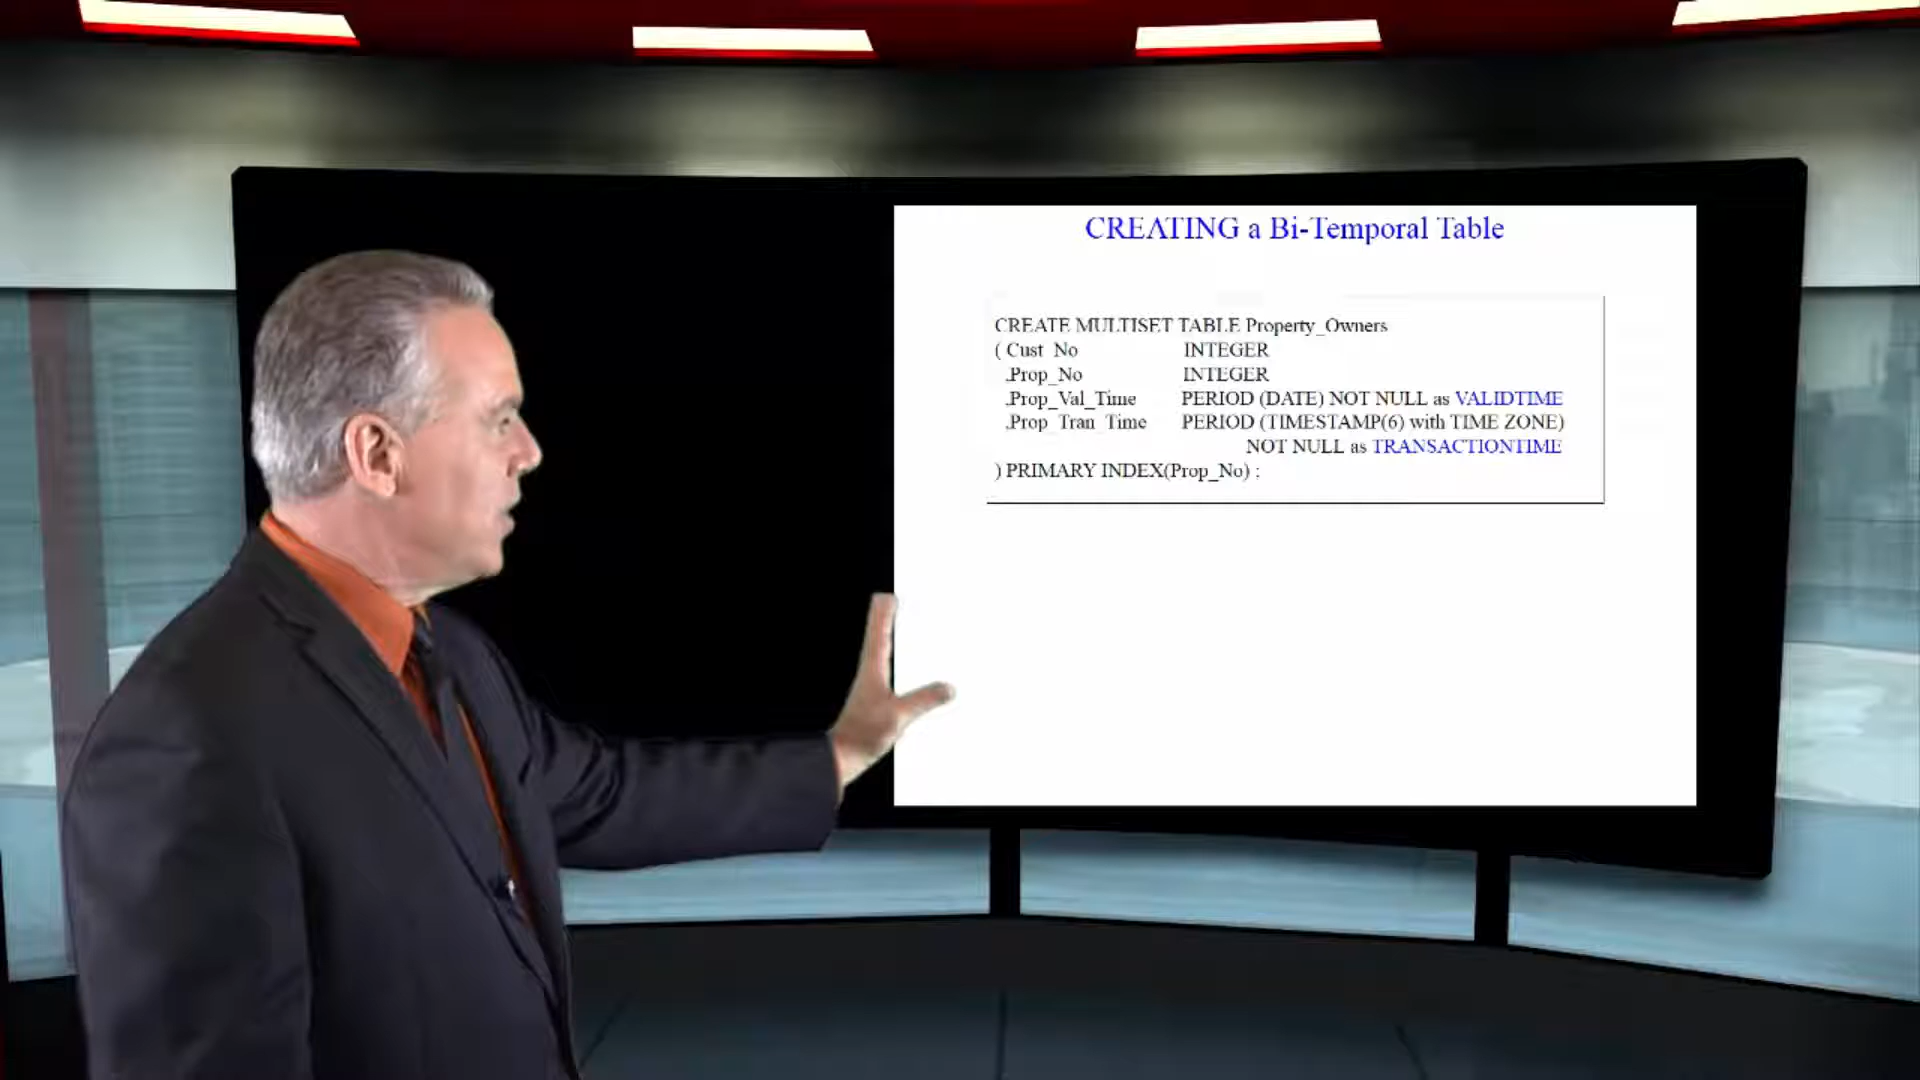 CREATING a Bi-Temporal Table
CREATE MULTISET TABLE Property_Owners
( Cust_No INTEGER
,Prop_No INTEGER
,Prop_Val_Time PERIOD (DATE) NOT NULL as VALIDTIME
,Prop_Tran_Time PERIOD (TIMESTAMP(6) with TIME ZONE)
NOT NULL as TRANSACTIONTIME
) PRIMARY INDEX(Prop_No) ;